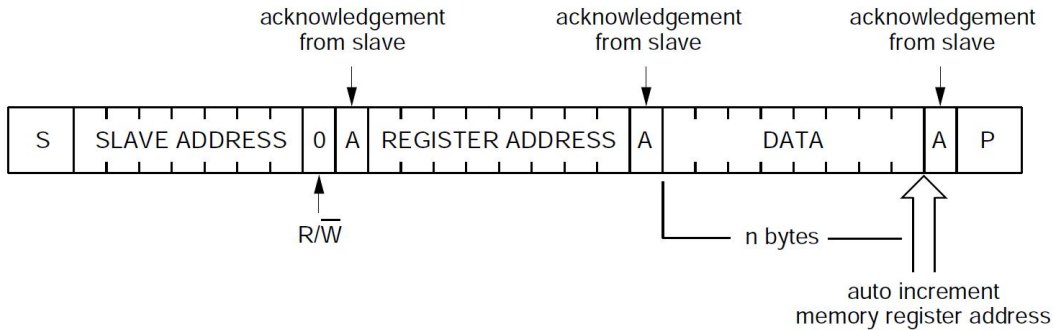 acknowledgement
from slave
acknowledgement
from slave
acknowledgement
from slave
S SLAVE ADDRESS 0 A REGISTER ADDRESS A DATA A P
R/W̅
n bytes
auto increment
memory register address